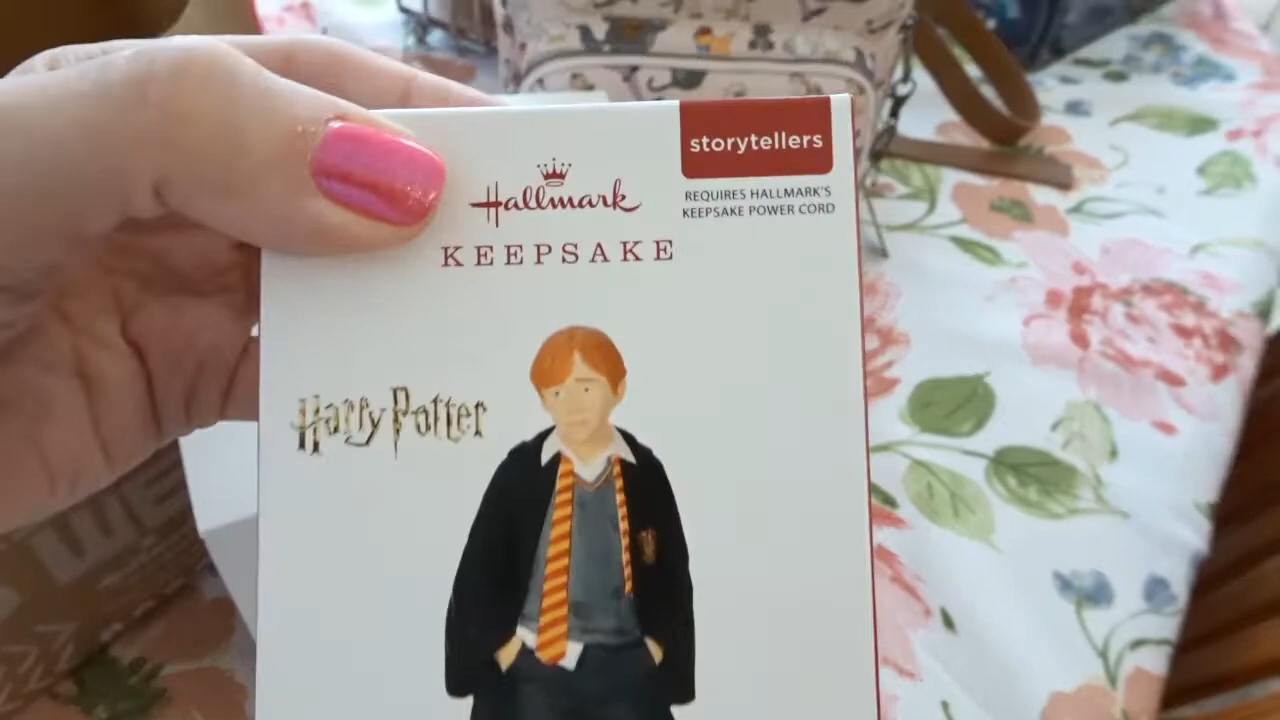 storytellers
Hallmark
REQUIRES HALLMARK'S
KEEPSAKE POWER CORD
KEEPSAKE
Harry Potter